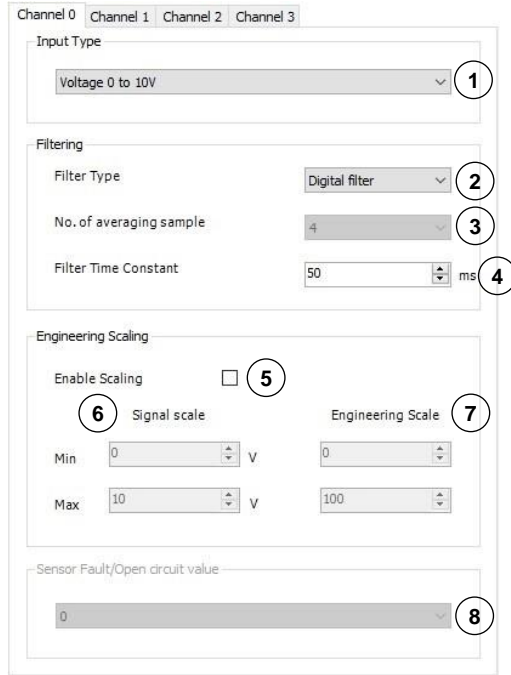 Channel 0 Channel 1 Channel 2 Channel 3
Input Type
Voltage 0 to 10V 1
Filtering
Filter Type Digital filter 2
No. of averaging sample 4 3
Filter Time Constant 50 ms 4
Engineering Scaling
Enable Scaling 5
6 Signal scale Engineering Scale 7
Min 0 V 0
Max 10 V 100
Sensor Fault/Open circuit value
0 8